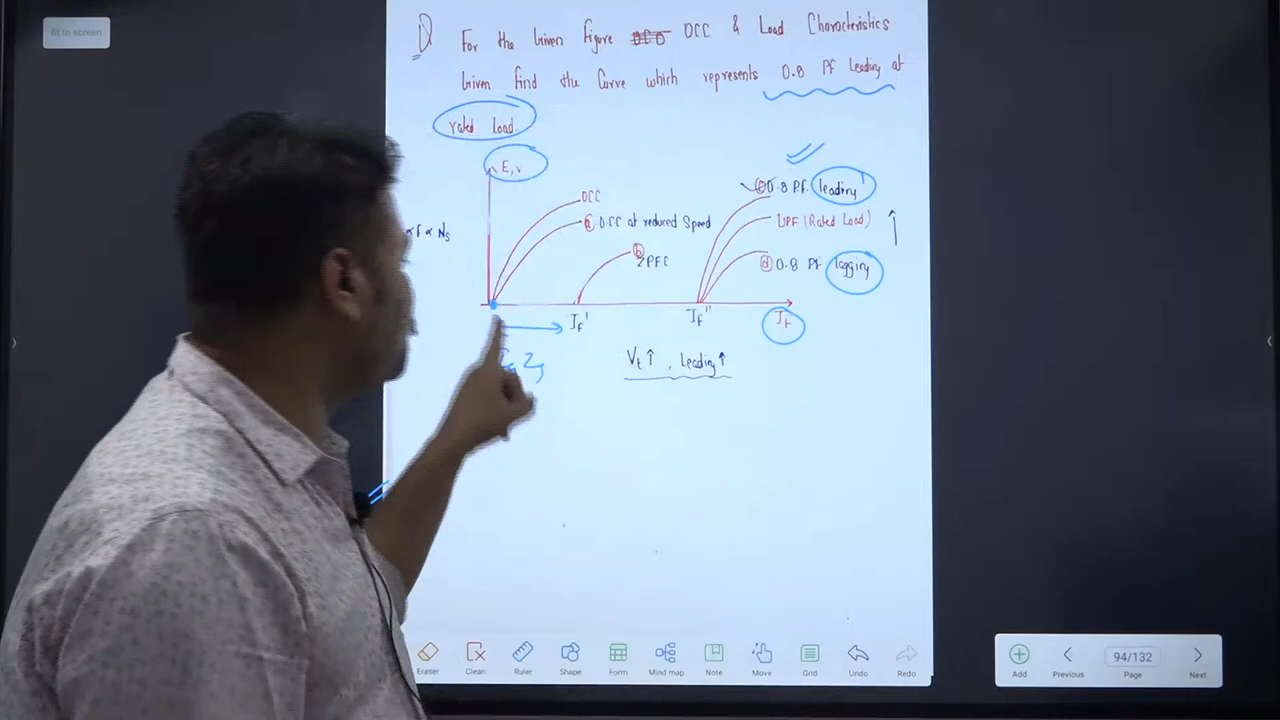 fit to screen
Q For the Given figure OCC & Load Characteristics
Given find the Curve which represents 0.8 PF Leading at
rated Load.
E, V
OCC
(a) OCC at reduced Speed
∝ f ∝ Ns
(b)
ZPFC
(c) 0.8 PF. leading
UPF (Rated Load) ↑
(d) 0.8 PF lagging
If' If'' If
Vt ↑ , Leading ↑
Eraser Clean Ruler Shape Form Mind map Note Move Grid Undo Redo
94/132
Add Previous Page Next